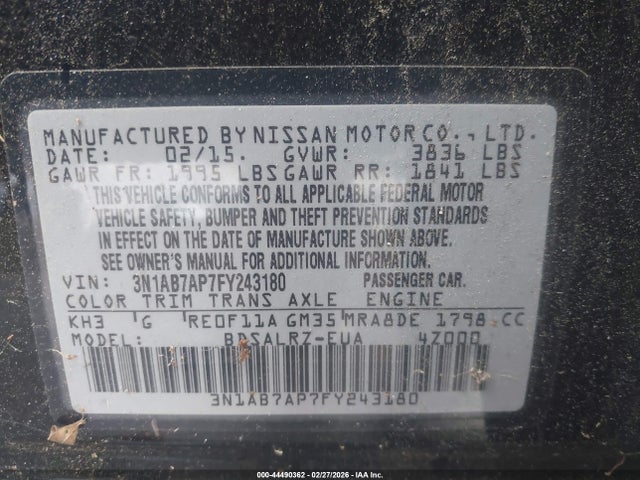 MANUFACTURED BY NISSAN MOTOR CO., LTD.
DATE: 02/15. GVWR: 3836 LBS
GAWR FR: 1995 LBS GAWR RR: 1841 LBS
THIS VEHICLE CONFORMS TO ALL APPLICABLE FEDERAL MOTOR
VEHICLE SAFETY, BUMPER AND THEFT PREVENTION STANDARDS
IN EFFECT ON THE DATE OF MANUFACTURE SHOWN ABOVE.
SEE OWNER'S MANUAL FOR ADDITIONAL INFORMATION.
VIN: 3N1AB7AP7FY243180 PASSENGER CAR.
COLOR TRIM TRANS AXLE ENGINE
KH3 G RE0F11A GM35 MRA8DE 1798 CC
MODEL: BDSALRZ-EUA 4Z000
3N1AB7AP7FY243180
000-44490362 - 02/27/2026 - IAA Inc.